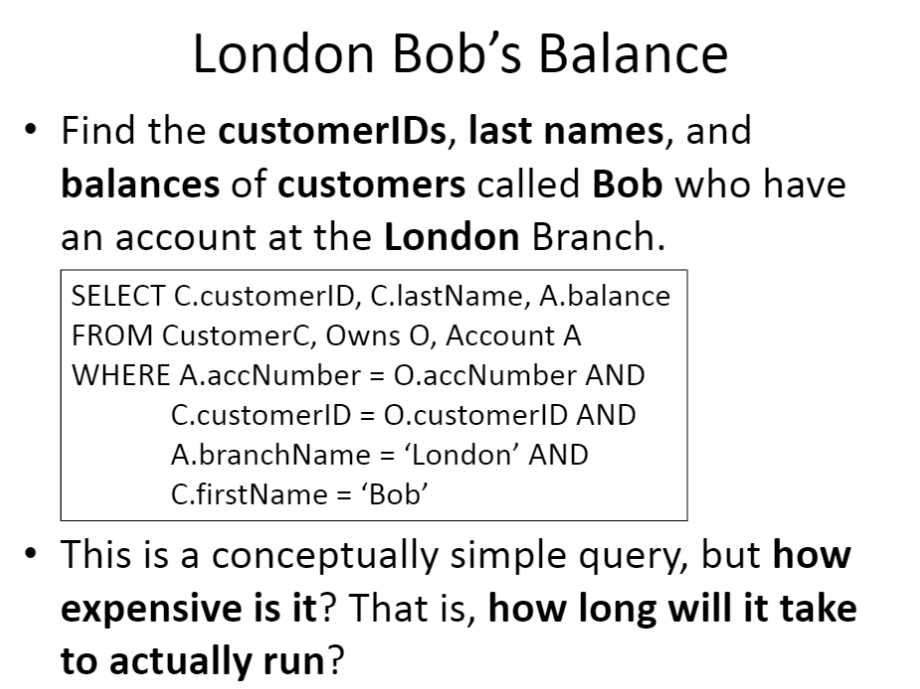 London Bob’s Balance
• Find the customerIDs, last names, and
balances of customers called Bob who have
an account at the London Branch.
SELECT C.customerID, C.lastName, A.balance
FROM CustomerC, Owns O, Account A
WHERE A.accNumber = O.accNumber AND
C.customerID = O.customerID AND
A.branchName = ‘London’ AND
C.firstName = ‘Bob’
• This is a conceptually simple query, but how
expensive is it? That is, how long will it take
to actually run?